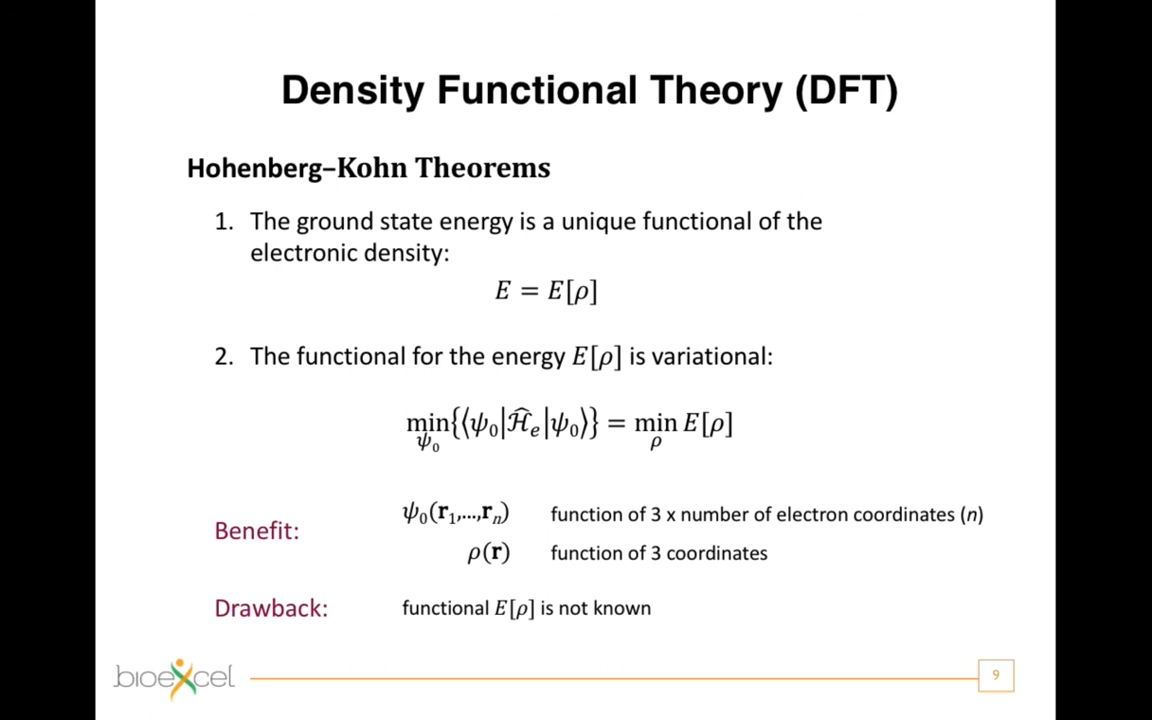 Density Functional Theory (DFT)
Hohenberg–Kohn Theorems
1. The ground state energy is a unique functional of the
electronic density:
E = E[ρ]
2. The functional for the energy E[ρ] is variational:
min{⟨ψ₀|Ĥₑ|ψ₀⟩} = min E[ρ]
ψ₀ ρ
Benefit:
ψ₀(r₁,...,rₙ) function of 3 x number of electron coordinates (n)
ρ(r) function of 3 coordinates
Drawback: functional E[ρ] is not known
bioexcel
9